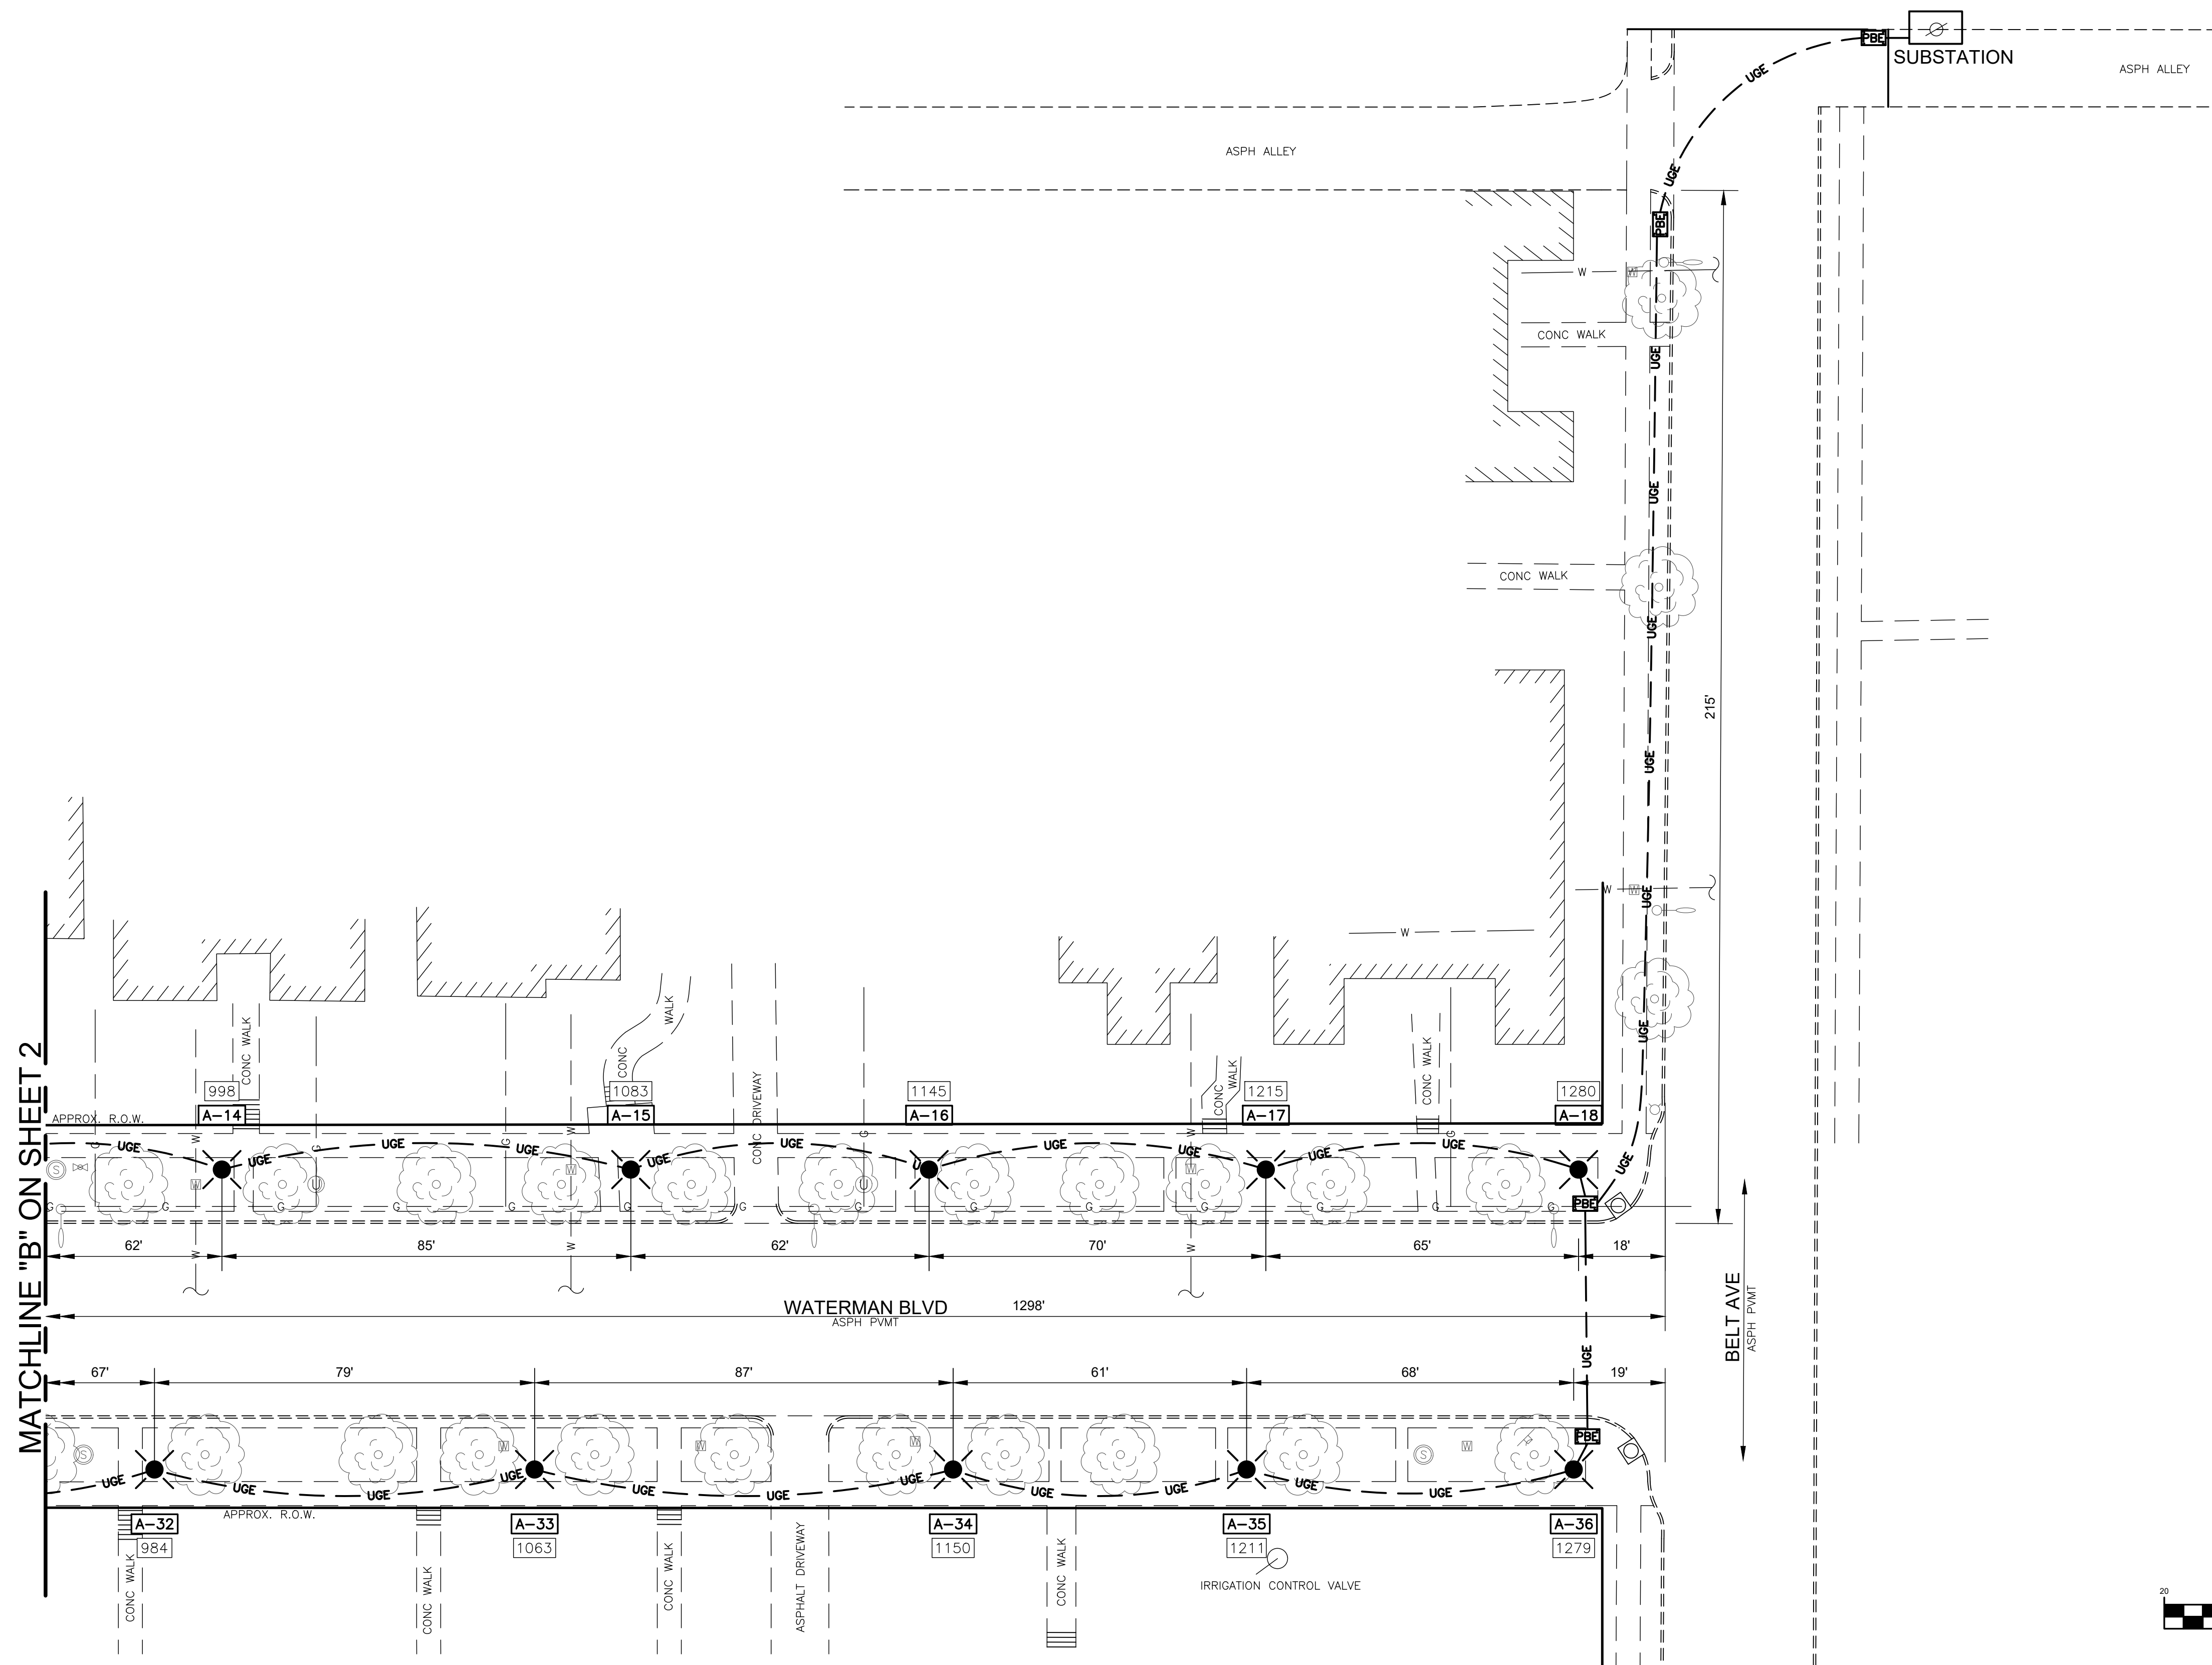 PBE
SUBSTATION
ASPH ALLEY
UGE
ASPH ALLEY
UGE
PBE
W
W
CONC WALK
UGE
UGE
CONC WALK
UGE
215'
UGE
W
W
UGE
W
UGE
MATCHLINE "B" ON SHEET 2
CONC WALK
CONC WALK
CONC DRIVEWAY
CONC WALK
CONC WALK
998
1083
1145
1215
1280
A-14
A-15
A-16
A-17
A-18
APPROX. R.O.W.
G
W
G
G
W
G
W
G
UGE
UGE
UGE
UGE
UGE
UGE
UGE
UGE
UGE
UGE
UGE
UGE
S
W
U
W
U
W
PBE
G
G
G
G
G
G
G
G
G
G
G
G
G
G
W
W
W
62'
85'
62'
70'
65'
18'
WATERMAN BLVD
1298'
ASPH PVMT
BELT AVE
ASPH PVMT
UGE
67'
79'
87'
61'
68'
19'
PBE
S
W
W
W
S
W
UGE
UGE
UGE
UGE
UGE
UGE
UGE
UGE
UGE
UGE
UGE
APPROX. R.O.W.
A-32
A-33
A-34
A-35
A-36
984
1063
1150
1211
1279
CONC WALK
CONC WALK
CONC WALK
ASPHALT DRIVEWAY
CONC WALK
IRRIGATION CONTROL VALVE
20